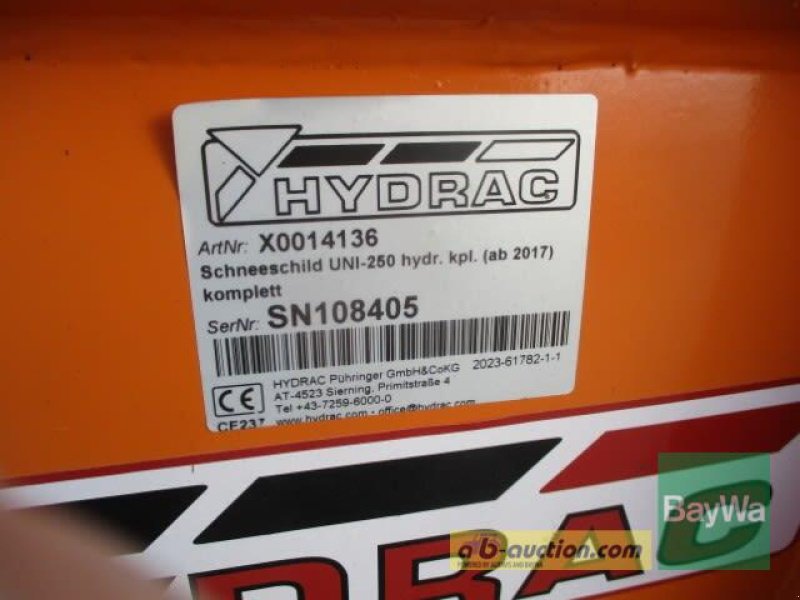 HYDRAC
ArtNr: X0014136
Schneeschild UNI-250 hydr. kpl. (ab 2017)
komplett
SerNr: SN108405
HYDRAC Pühringer GmbH&CoKG 2023-61782-1-1
AT-4523 Sierning, Primitstraße 4
Tel +43-7259-6000-0
CE237 www.hydrac.com - office@hydrac.com
CE
DRAC
BayWa
ab-auction.com